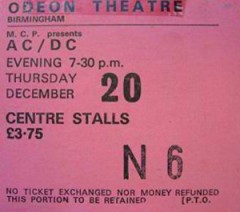 ODEON THEATRE
BIRMINGHAM
M. C. P. presents
AC/DC
EVENING 7-30 p.m.
THURSDAY
DECEMBER 20
CENTRE STALLS
£3·75
N 6
NO TICKET EXCHANGED NOR MONEY REFUNDED
THIS PORTION TO BE RETAINED [P.T.O.